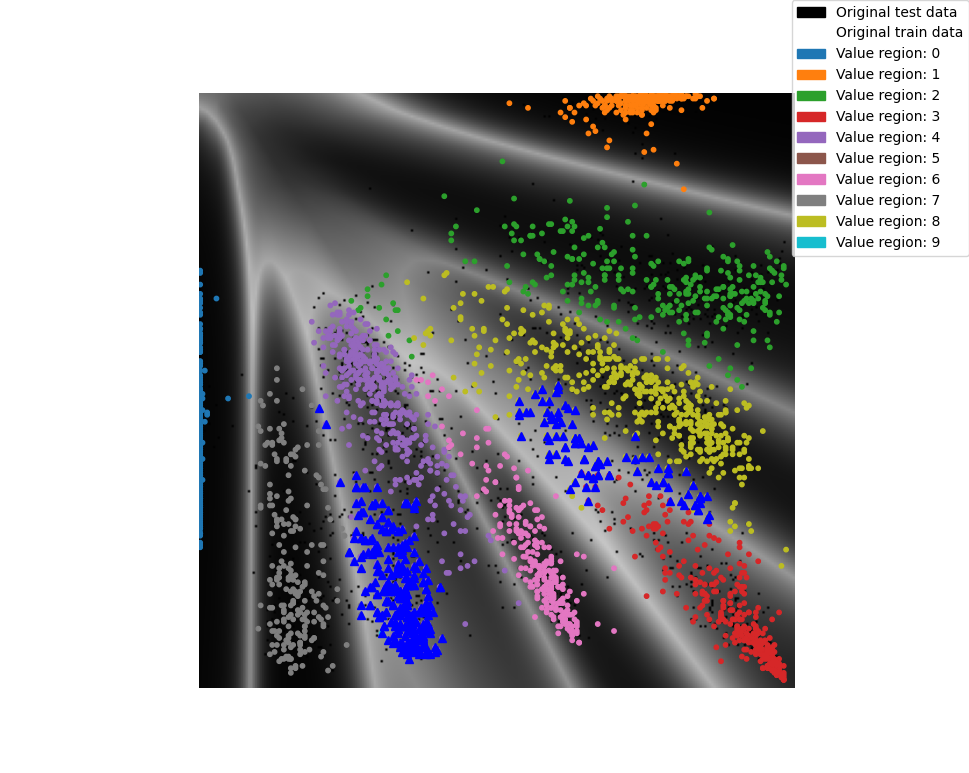 Original test data
Original train data
Value region: 0
Value region: 1
Value region: 2
Value region: 3
Value region: 4
Value region: 5
Value region: 6
Value region: 7
Value region: 8
Value region: 9